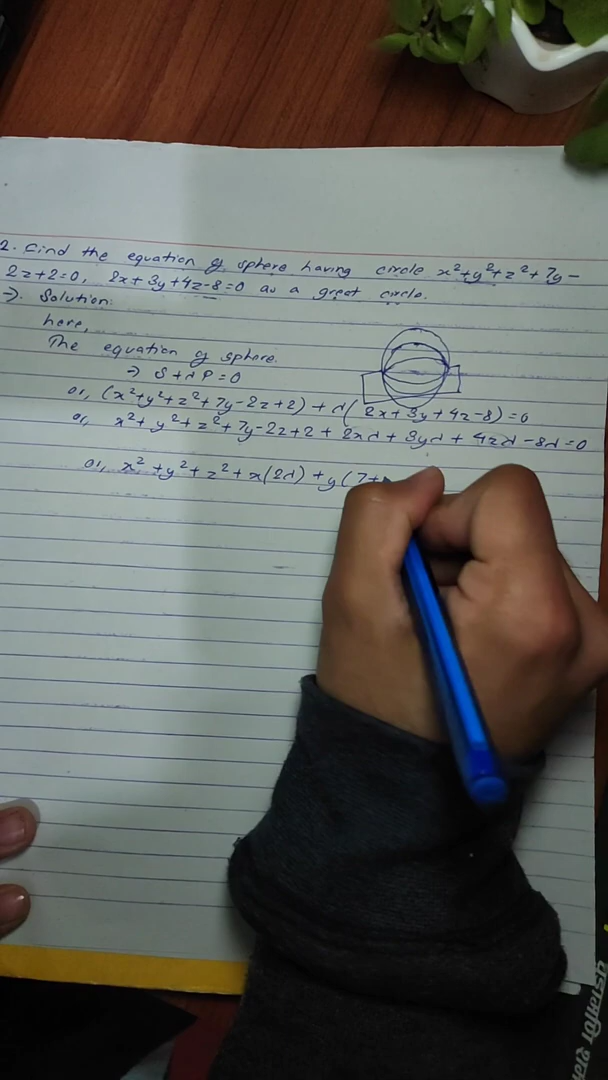 2. Find the equation of sphere having circle x²+y²+z²+7y-
2z+2=0, 2x+3y+4z-8=0 as a great circle.
→. Solution:
here,
The equation of sphere.
⇒ S+λP=0
or, (x²+y²+z²+7y-2z+2)+λ(2x+3y+4z-8)=0
or, x²+y²+z²+7y-2z+2+2xλ+3yλ+4zλ-8λ=0
or, x²+y²+z²+x(2λ)+y(7+